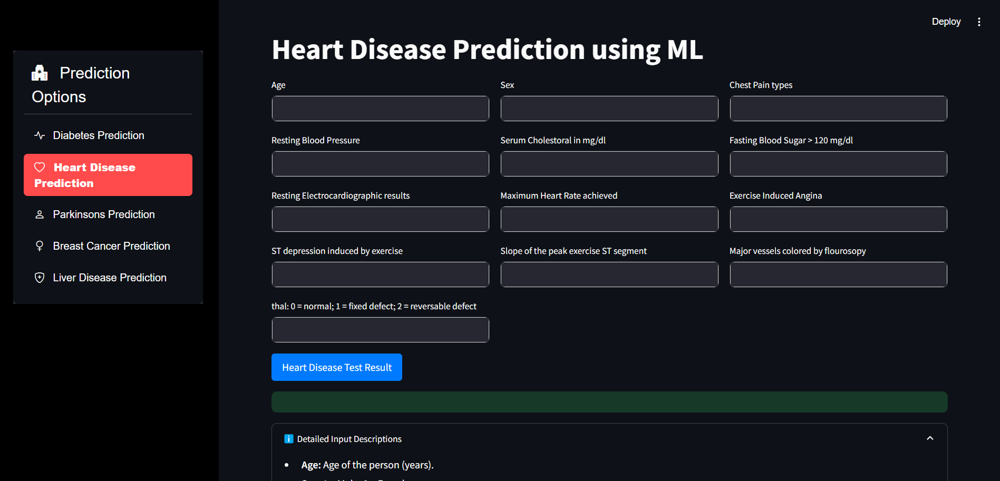 Deploy
Prediction
Options
Diabetes Prediction
Heart Disease
Prediction
Parkinsons Prediction
Breast Cancer Prediction
Liver Disease Prediction
Heart Disease Prediction using ML
Age
Sex
Chest Pain types
Resting Blood Pressure
Serum Cholestoral in mg/dl
Fasting Blood Sugar > 120 mg/dl
Resting Electrocardiographic results
Maximum Heart Rate achieved
Exercise Induced Angina
ST depression induced by exercise
Slope of the peak exercise ST segment
Major vessels colored by flourosopy
thal: 0 = normal; 1 = fixed defect; 2 = reversable defect
Heart Disease Test Result
Detailed Input Descriptions
• Age: Age of the person (years).